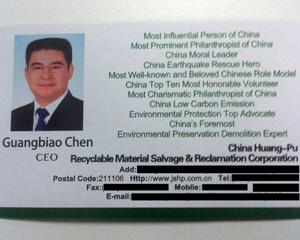 Most Influential Person of China
Most Prominent Philanthropist of China
China Moral Leader
China Earthquake Rescue Hero
Most Well-known and Beloved Chinese Role Model
China Top Ten Most Honorable Volunteer
Most Charismatic Philanthropist of China
China Low Carbon Emission
Environmental Protection Top Advocate
China's Foremost
Environmental Preservation Demolition Expert
Guangbiao Chen
CEO
China Huang-Pu
Recyclable Material Salvage & Reclamation Corporation
Add:
Postal Code:211106 Http://www.jshp.com.cn Tel:
Fax: Mobile:
E-mail: